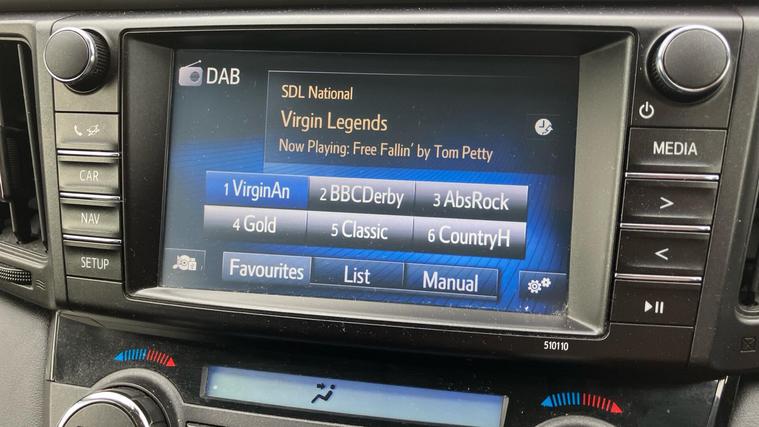 DAB
SDL National
Virgin Legends
Now Playing: Free Fallin' by Tom Petty
1 VirginAn
2 BBCDerby
3 AbsRock
4 Gold
5 Classic
6 CountryH
Favourites
List
Manual
CAR
NAV
SETUP
MEDIA
>
<
510110